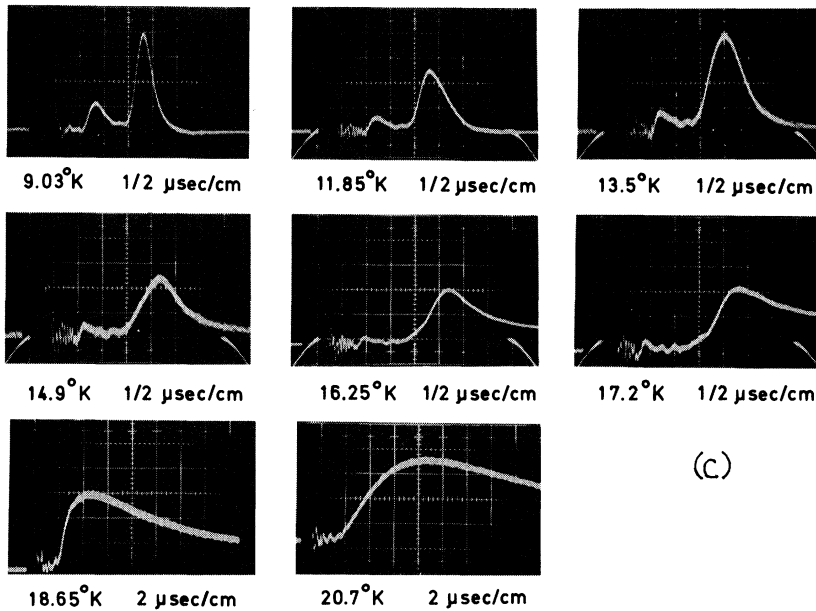 9.03°K 1/2 µsec/cm 11.85°K 1/2 µsec/cm 13.5°K 1/2 µsec/cm
14.9°K 1/2 µsec/cm 16.25°K 1/2 µsec/cm 17.2°K 1/2 µsec/cm
(C)
18.65°K 2 µsec/cm 20.7°K 2 µsec/cm